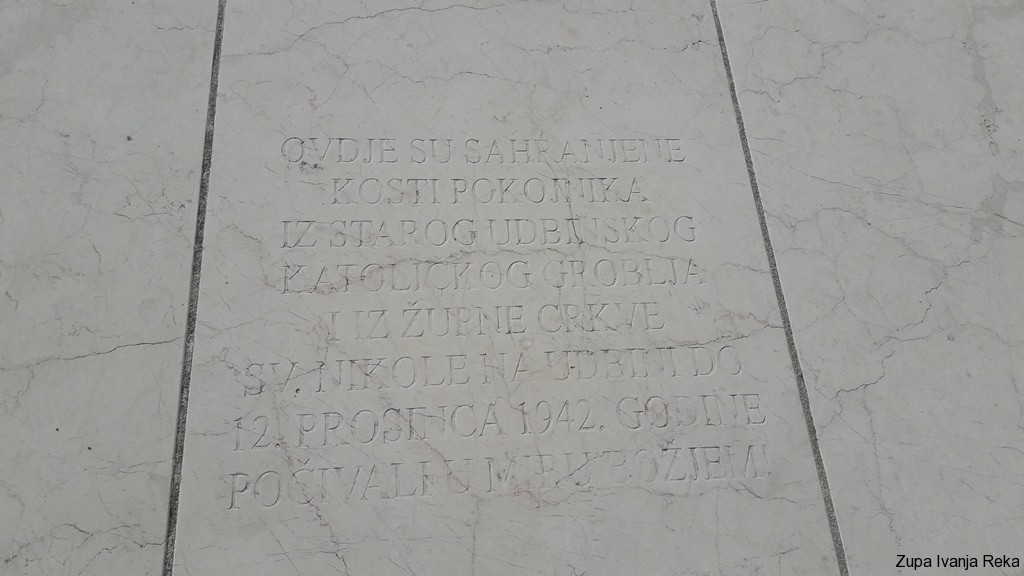 OVDJE SU SAHRANJENE
KOSTI POKOJNIKA
IZ STAROG UDBINSKOG
KATOLIČKOG GROBLJA
I IZ ŽUPNE CRKVE
SV. NIKOLE NA UDBINI DO
12. PROSINCA 1942. GODINE
POČIVALI U MIRU BOŽJEM!
Zupa Ivanja Reka